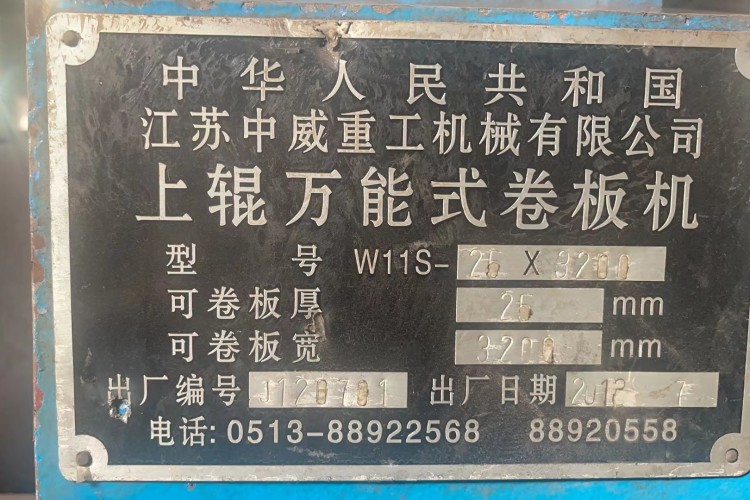 中华人民共和国
江苏中威重工机械有限公司
上辊万能式卷板机
型 号 W11S-25 X 3200
可卷板厚 25 mm
可卷板宽 3200 mm
出厂编号 J120701 出厂日期 2012 7
电话: 0513-88922568 88920558